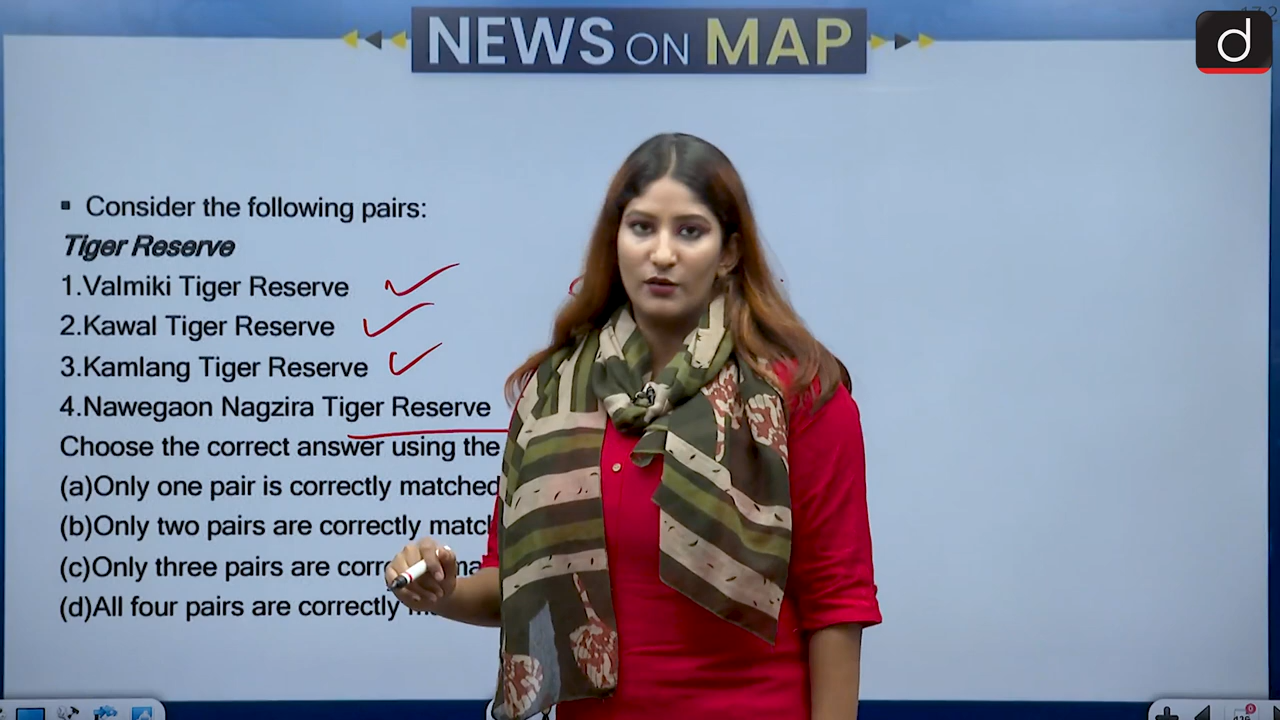 NEWS ON MAP
d
▪ Consider the following pairs:
Tiger Reserve
1.Valmiki Tiger Reserve
2.Kawal Tiger Reserve
3.Kamlang Tiger Reserve
4.Nawegaon Nagzira Tiger Reserve
Choose the correct answer using the
(a)Only one pair is correctly matched
(b)Only two pairs are correctly
(c)Only three pairs are
(d)All four pairs are correctly